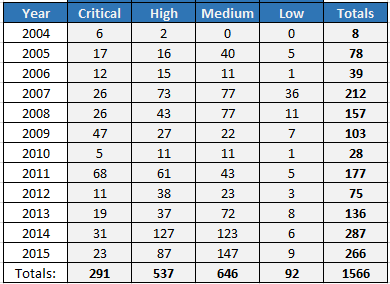 Year Critical High Medium Low Totals
2004 6 2 0 0 8
2005 17 16 40 5 78
2006 12 15 11 1 39
2007 26 73 77 36 212
2008 26 43 77 11 157
2009 47 27 22 7 103
2010 5 11 11 1 28
2011 68 61 43 5 177
2012 11 38 23 3 75
2013 19 37 72 8 136
2014 31 127 123 6 287
2015 23 87 147 9 266
Totals: 291 537 646 92 1566